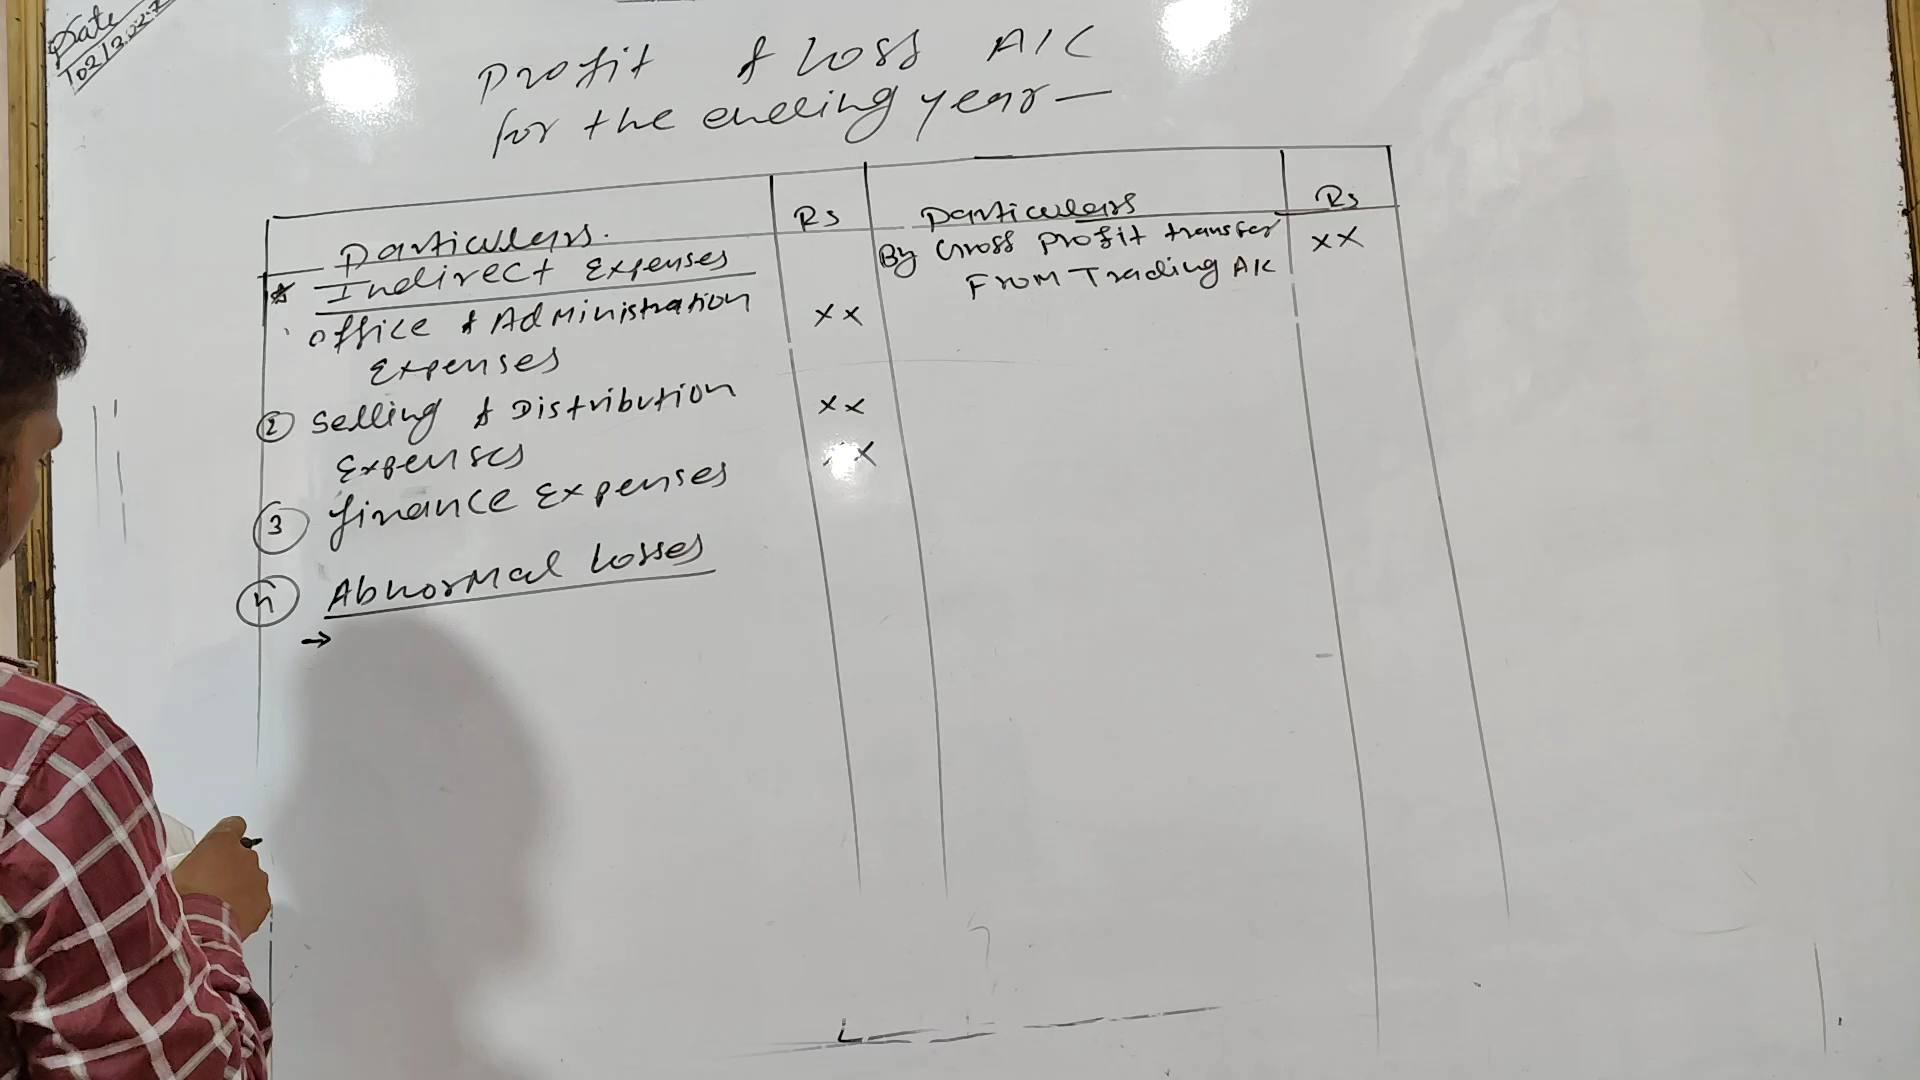 Date
Profit & Loss A/C
for the ending year —
Particulars.
Rs
Particulars
Rs
* Indirect Expenses
By Gross Profit transfer
xx
From Trading A/C
Office & Administration
xx
Expenses
② Selling & Distribution
xx
Expenses
xx
③ finance Expenses
④ Abnormal Losses
→